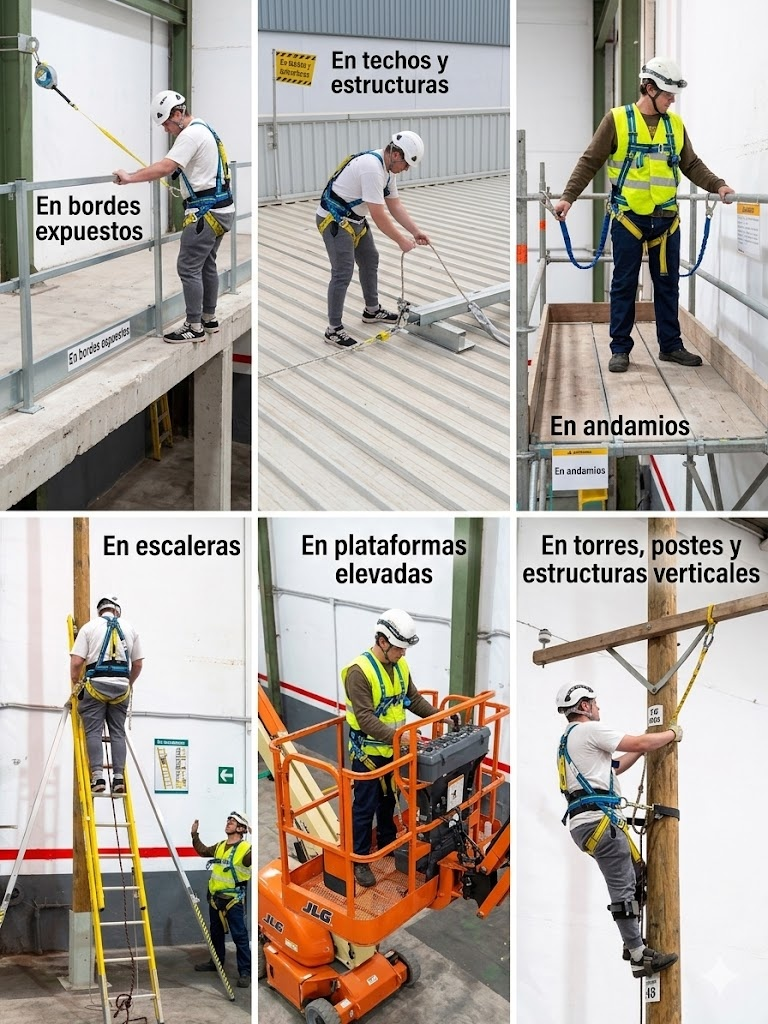 En techos y
estructuras
En bordes
expuestos
En bordes expuestos
En andamios
En andamios
En escaleras
En plataformas
elevadas
En torres, postes y
estructuras verticales
JLG
JLG
48